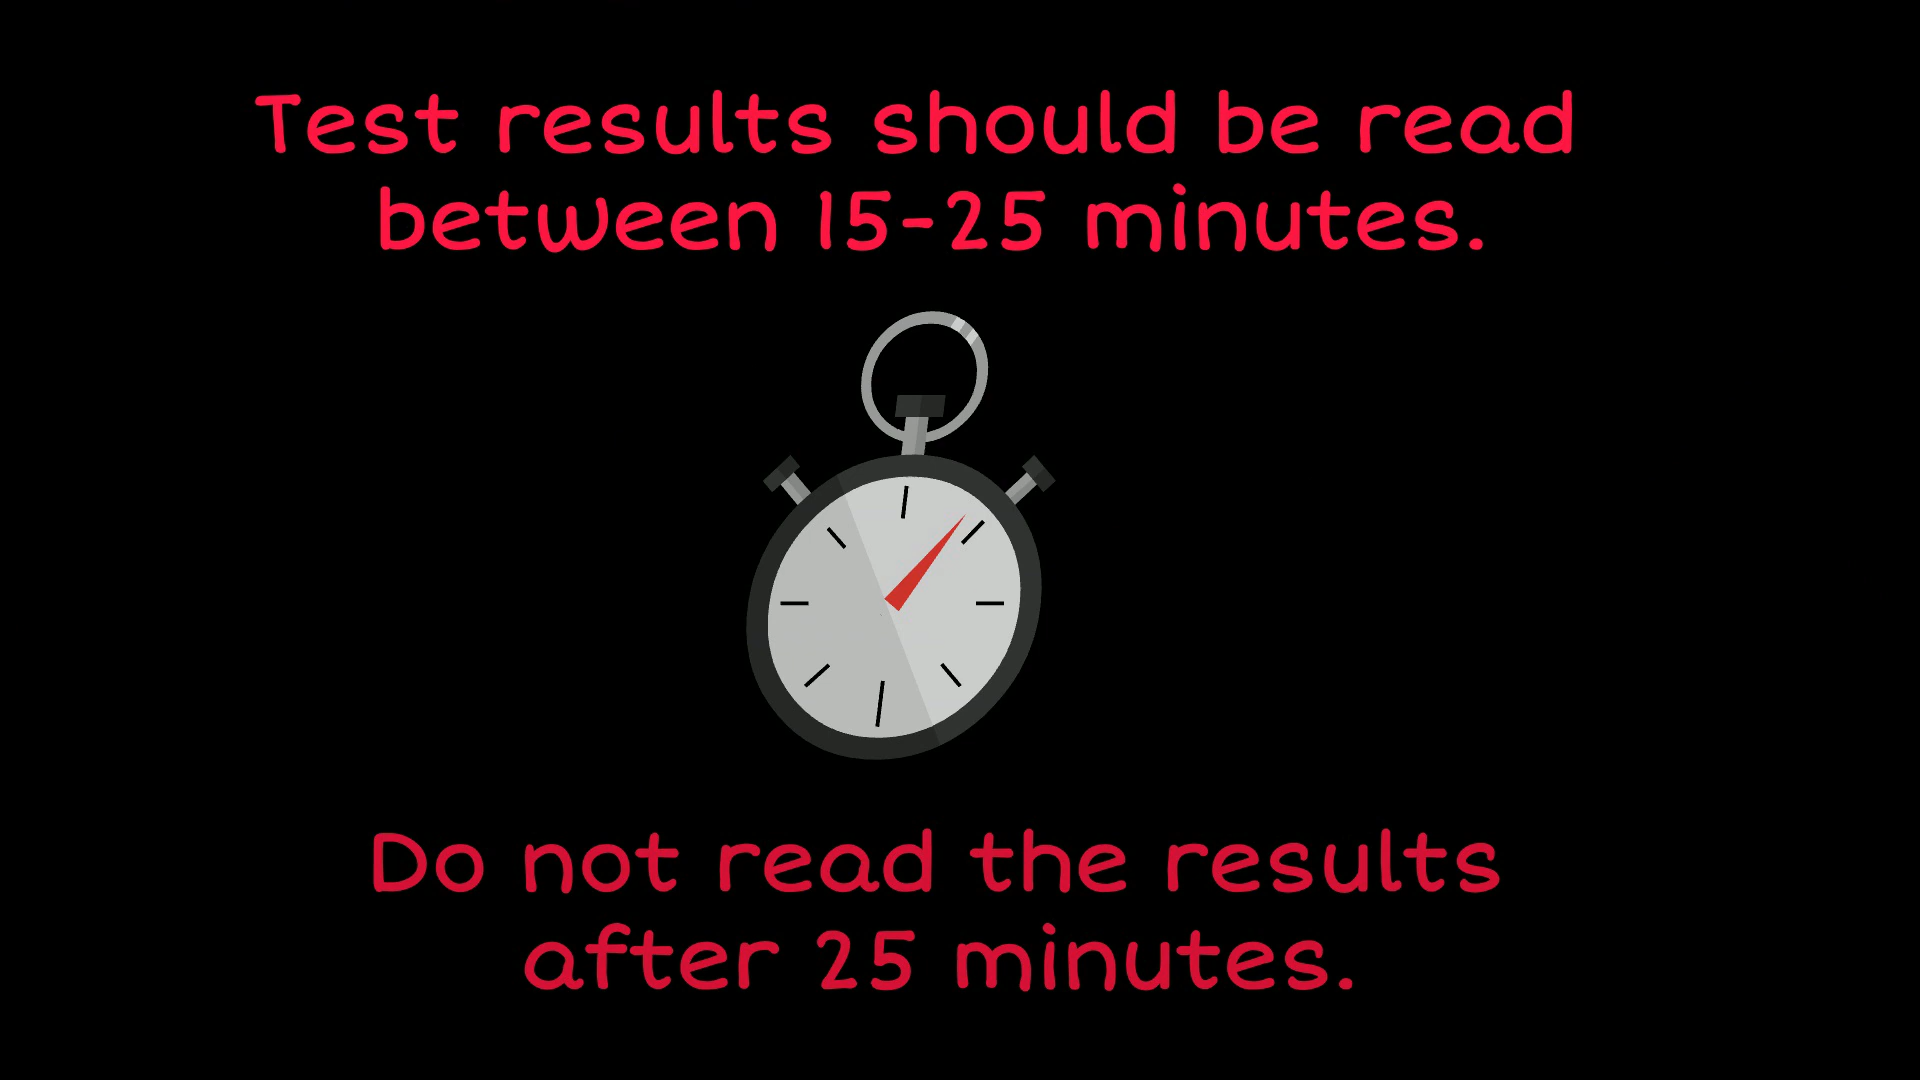 Test results should be read
between 15-25 minutes.
Do not read the results
after 25 minutes.